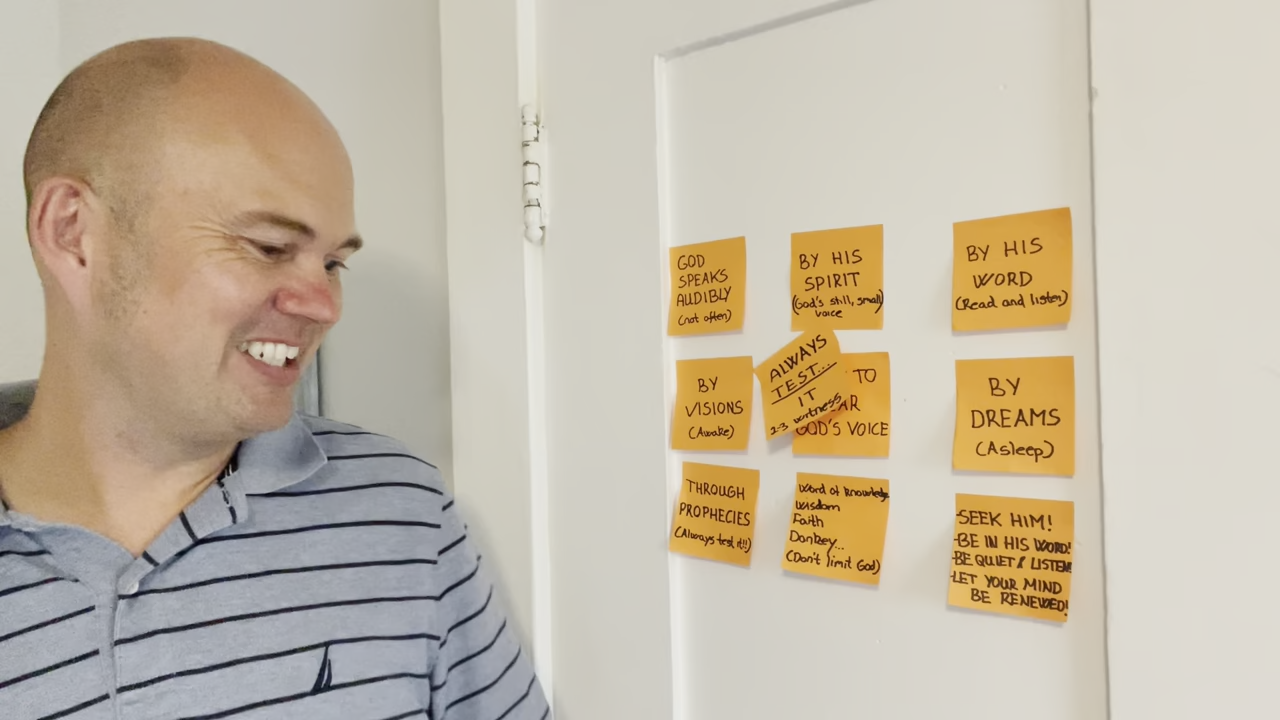 GOD
SPEAKS
AUDIBLY
(not often)
BY HIS
SPIRIT
(God's still, small)
voice
BY HIS
WORD
(Read and listen)
BY
VISIONS
(Awake)
ALWAYS
TEST...
IT
2-3 witness
TO
GOD'S VOICE
BY
DREAMS
(Asleep)
THROUGH
PROPHECIES
(Always test it!!)
Word of knowledge
Wisdom
Faith
Donkey...
(Don't limit God)
-SEEK HIM!
-BE IN HIS WORD!
-BE QUIET & LISTEN!
-LET YOUR MIND
BE RENEWED!